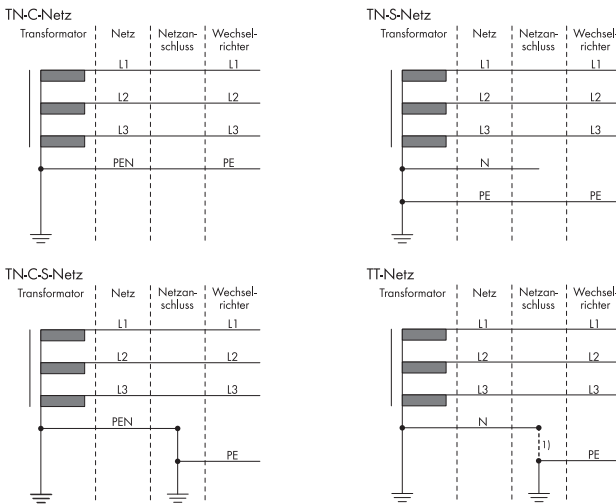 TN-C-Netz
Transformator Netz Netzan-schluss Wechsel-richter
L1 L1
L2 L2
L3 L3
PEN PE
TN-S-Netz
Transformator Netz Netzan-schluss Wechsel-richter
L1 L1
L2 L2
L3 L3
N
PE PE
TN-C-S-Netz
Transformator Netz Netzan-schluss Wechsel-richter
L1 L1
L2 L2
L3 L3
PEN
PE
TT-Netz
Transformator Netz Netzan-schluss Wechsel-richter
L1 L1
L2 L2
L3 L3
N
1)
PE